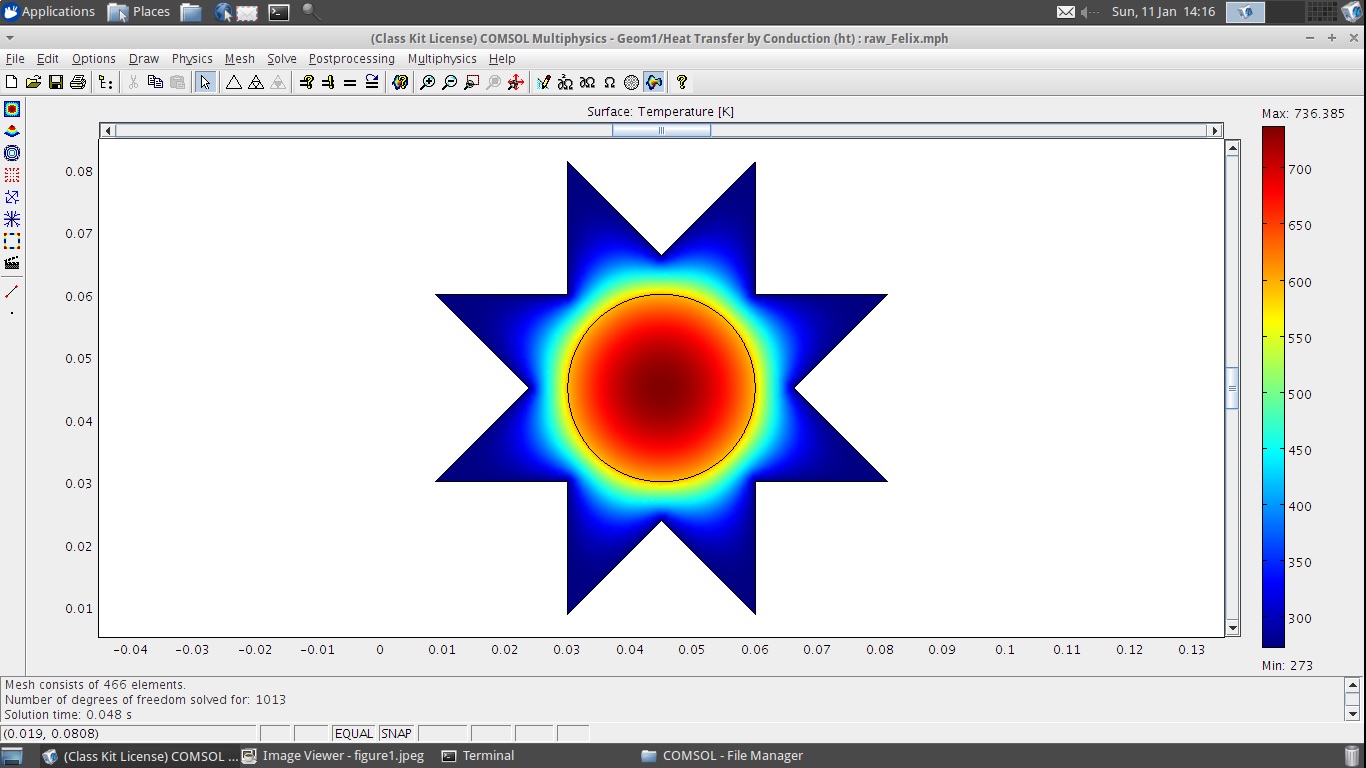 Applications Places Sun, 11 Jan 14:16
(Class Kit License) COMSOL Multiphysics - Geom1/Heat Transfer by Conduction (ht) : raw_Felix.mph
File Edit Options Draw Physics Mesh Solve Postprocessing Multiphysics Help
Surface: Temperature [K]
Max: 736.385
0.08
0.07
0.06
0.05
0.04
0.03
0.02
0.01
700
650
600
550
500
450
400
350
300
−0.04 −0.03 −0.02 −0.01 0 0.01 0.02 0.03 0.04 0.05 0.06 0.07 0.08 0.09 0.1 0.11 0.12 0.13
Min: 273
Mesh consists of 466 elements.
Number of degrees of freedom solved for: 1013
Solution time: 0.048 s
(0.019, 0.0808) EQUAL SNAP
(Class Kit License) COMSOL ... Image Viewer - figure1.jpeg Terminal COMSOL - File Manager